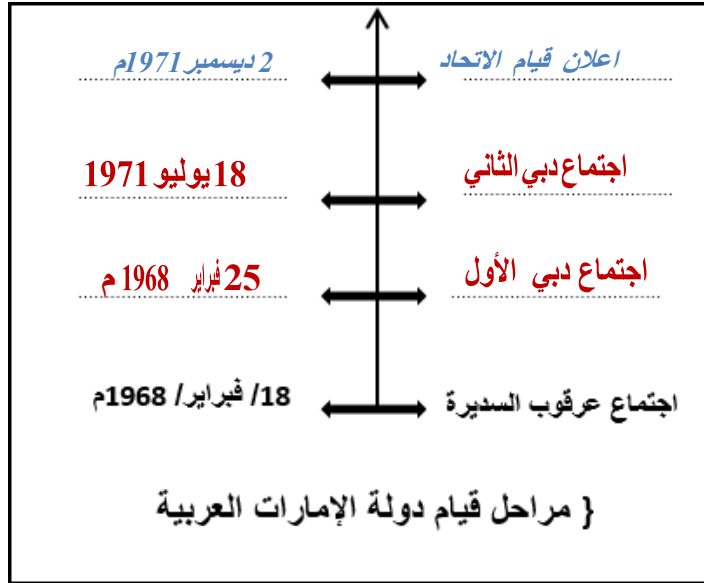 اعلان قيام الاتحاد 2 ديسمبر 1971م
اجتماع دبي الثاني 18 يوليو 1971
اجتماع دبي الأول 25 فبراير 1968 م
اجتماع عرقوب السديرة 18/ فبراير/ 1968م
{ مراحل قيام دولة الإمارات العربية